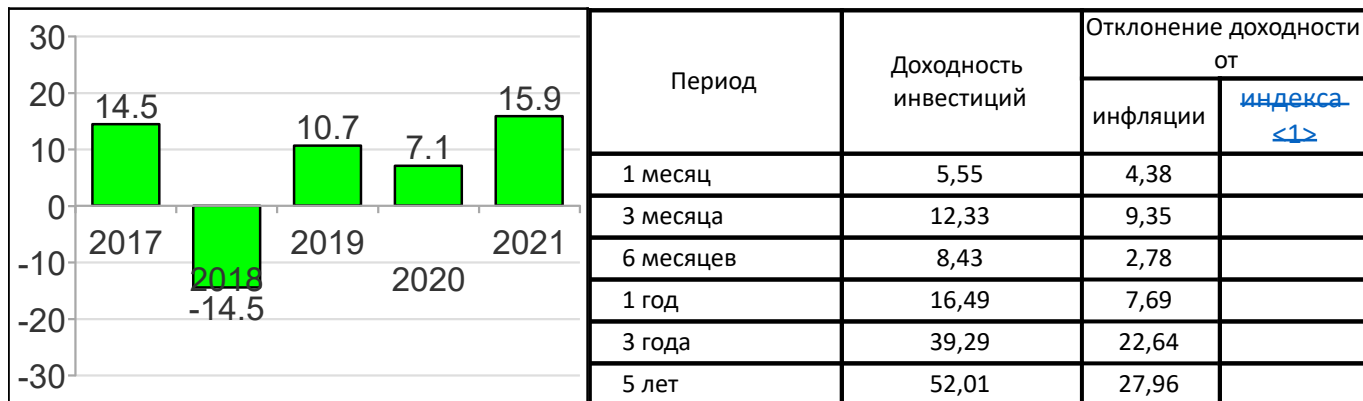 30
20
10
0
-10
-20
-30
14.5
-14.5
10.7
7.1
15.9
2017
2018
2019
2020
2021
Период
Доходность
инвестиций
Отклонение доходности
от
инфляции
индекса
<1>
1 месяц 5,55 4,38
3 месяца 12,33 9,35
6 месяцев 8,43 2,78
1 год 16,49 7,69
3 года 39,29 22,64
5 лет 52,01 27,96